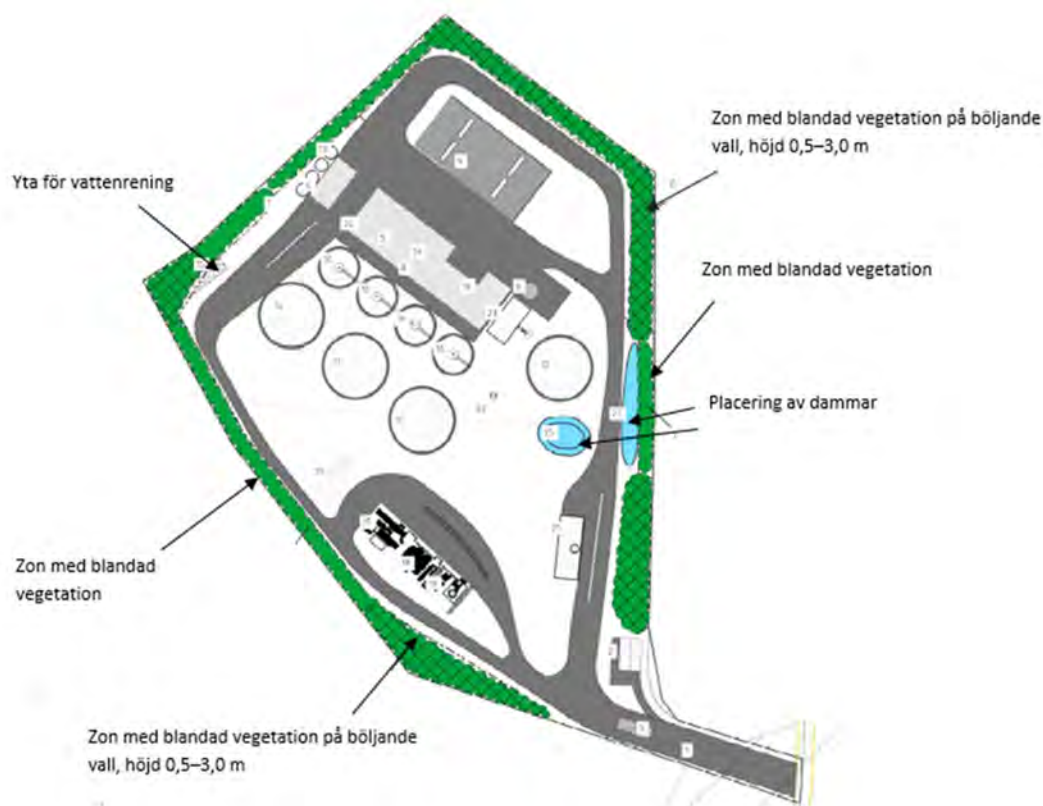 Zon med blandad vegetation på böljande
vall, höjd 0,5–3,0 m
Yta för vattenrening
Zon med blandad vegetation
Placering av dammar
Zon med blandad
vegetation
Zon med blandad vegetation på böljande
vall, höjd 0,5–3,0 m